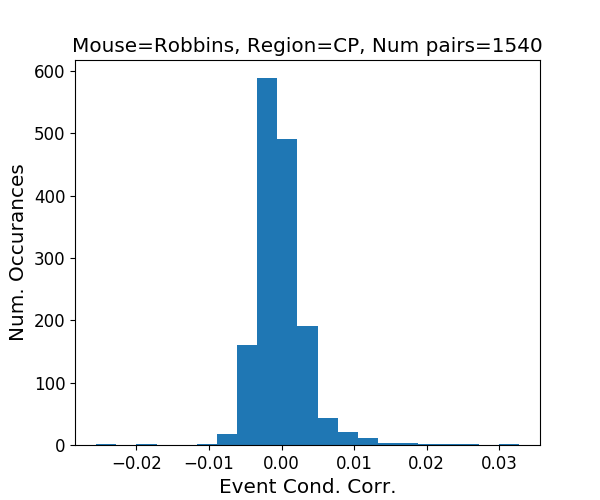 Mouse=Robbins, Region=CP, Num pairs=1540
600
500
400
300
200
100
0
Num. Occurances
−0.02 −0.01 0.00 0.01 0.02 0.03
Event Cond. Corr.